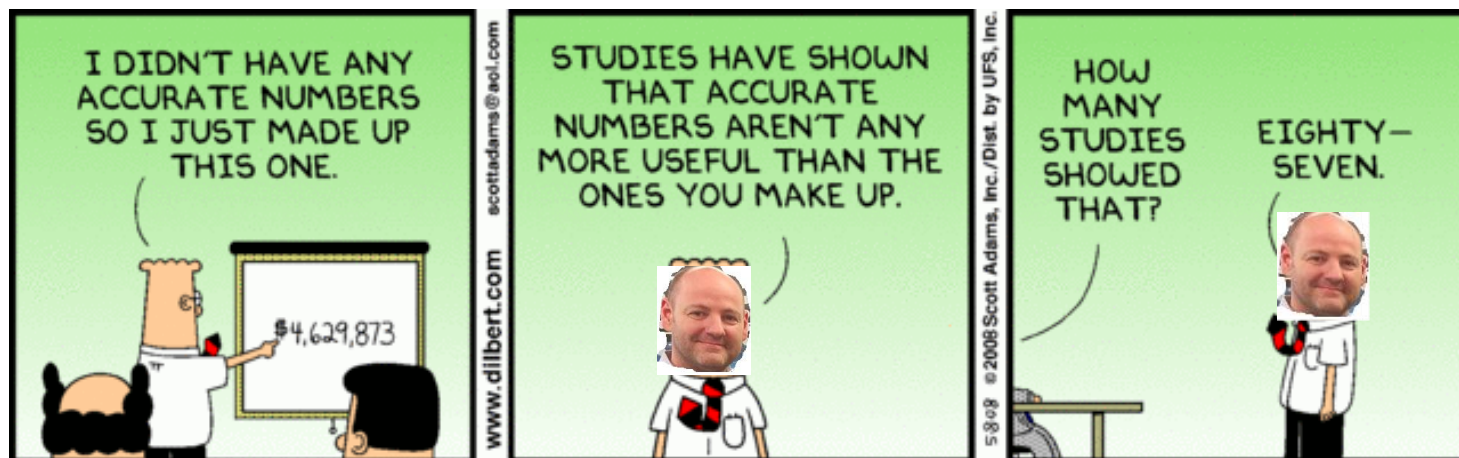 I DIDN'T HAVE ANY
ACCURATE NUMBERS
SO I JUST MADE UP
THIS ONE.
$4,629,873
www.dilbert.com scottadams@aol.com
STUDIES HAVE SHOWN
THAT ACCURATE
NUMBERS AREN'T ANY
MORE USEFUL THAN THE
ONES YOU MAKE UP.
5-8-08 ©2008 Scott Adams, Inc./Dist. by UFS, Inc.
HOW
MANY
STUDIES
SHOWED
THAT?
EIGHTY—
SEVEN.